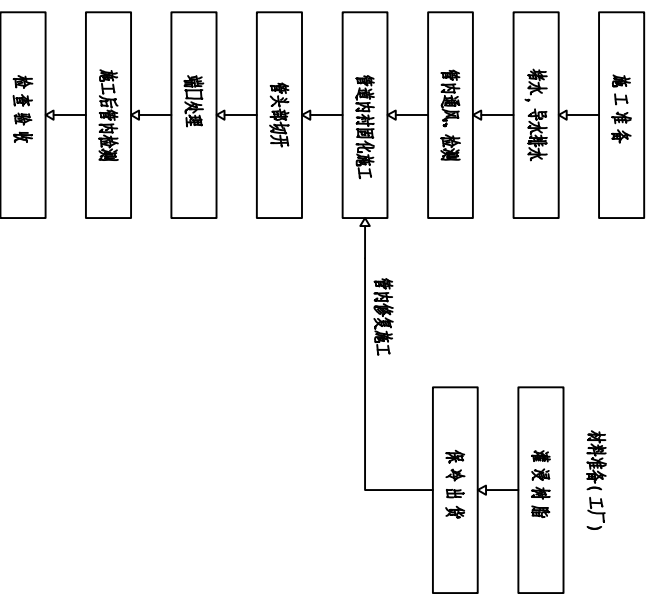 施工准备
堵水,导水排水
管内通风、检测
管道内衬固化施工
管头部切开
端口处理
施工后管内检测
检查验收
管内修复施工
材料准备(工厂)
灌浸树脂
保冷出货